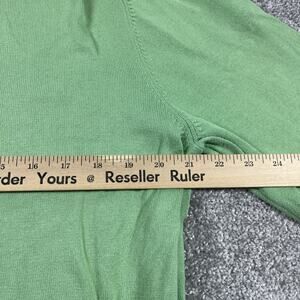 15 16 17 18 19 20 21 22 23 24
rder Yours @ Reseller Ruler